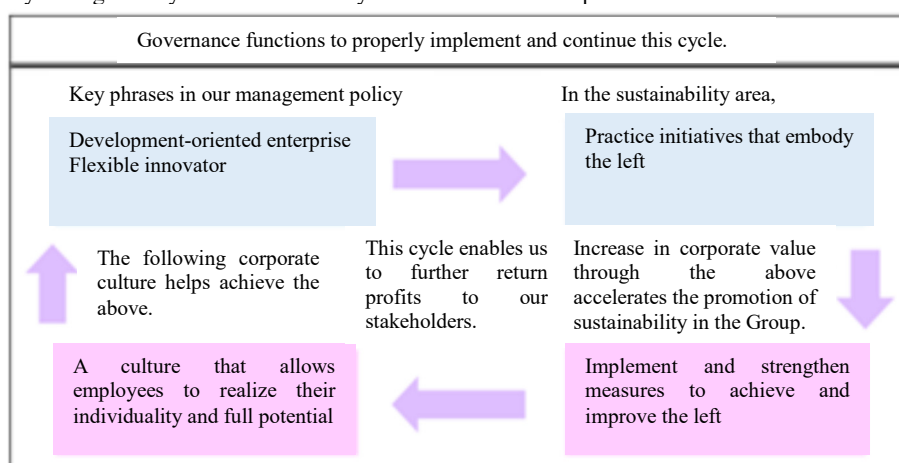 Governance functions to properly implement and continue this cycle.
Key phrases in our management policy
In the sustainability area,
Development-oriented enterprise
Flexible innovator
Practice initiatives that embody
the left
The following corporate
culture helps achieve the
above.
This cycle enables us
to further return
profits to our
stakeholders.
Increase in corporate value
through the above
accelerates the promotion of
sustainability in the Group.
A culture that allows
employees to realize their
individuality and full potential
Implement and strengthen
measures to achieve and
improve the left